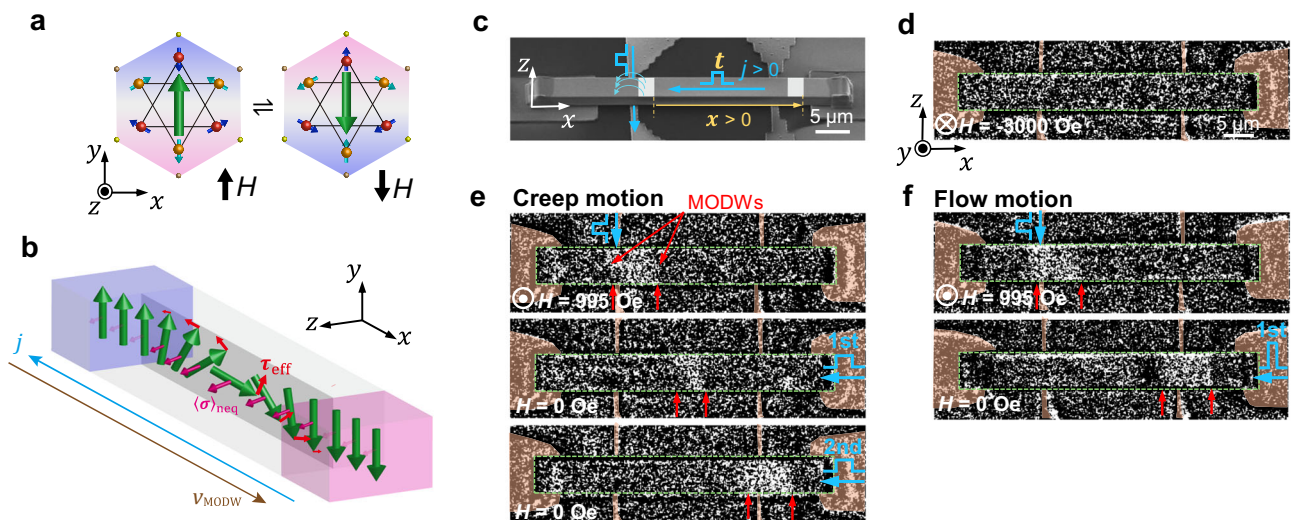 a
H
H
y
z
x
b
y
z
x
j
τeff
⟨σ⟩neq
vMODW
c
z
x
t
j > 0
x > 0
5 μm
d
H = -3000 Oe
5 μm
z
y
x
e
Creep motion
MODWs
H = 995 Oe
1st
H = 0 Oe
2nd
H = 0 Oe
f
Flow motion
H = 995 Oe
1st
H = 0 Oe